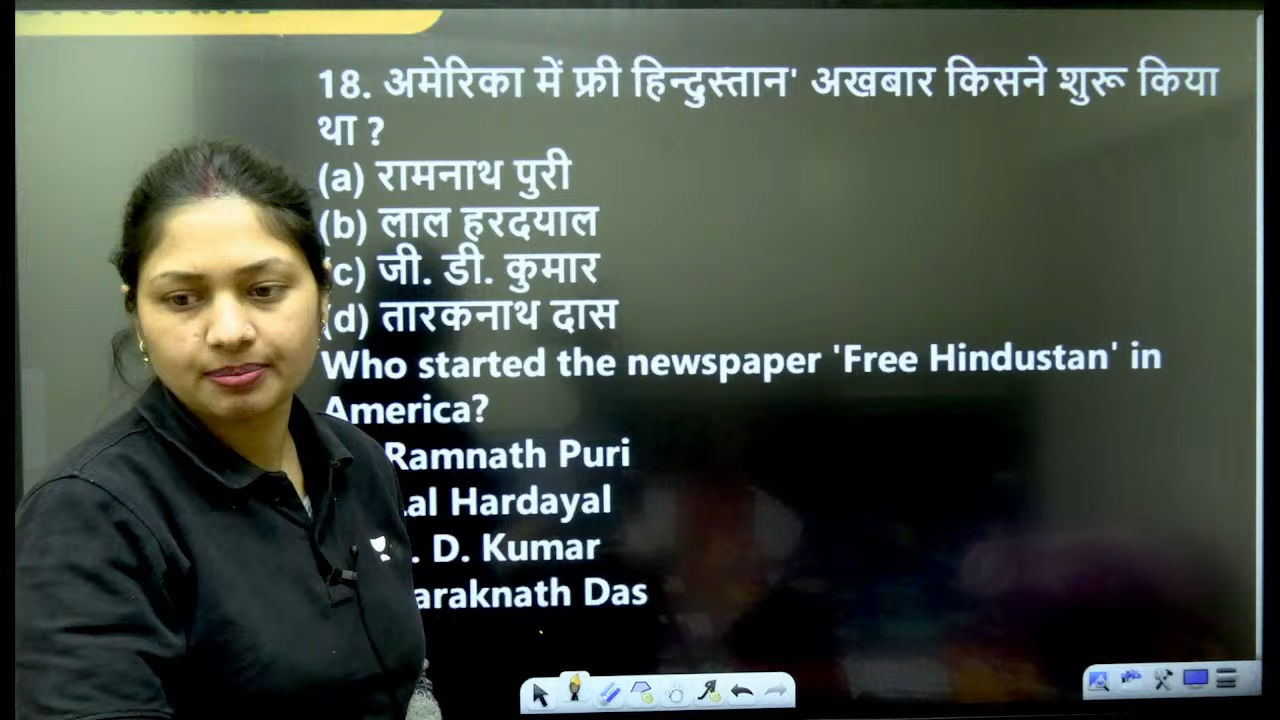 18. अमेरिका में फ्री हिन्दुस्तान' अखबार किसने शुरू किया
था ?
(a) रामनाथ पुरी
(b) लाल हरदयाल
(c) जी. डी. कुमार
(d) तारकनाथ दास
Who started the newspaper 'Free Hindustan' in
America?
Ramnath Puri
Hardayal
. D. Kumar
Das